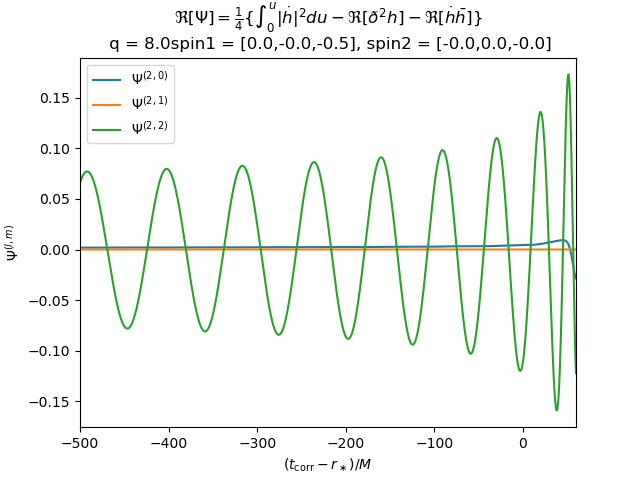 ℜ[Ψ] = 1/4{∫₀ᵘ|ḣ|²du − ℜ[ð²h] − ℜ[ḣh̄]}
q = 8.0spin1 = [0.0,-0.0,-0.5], spin2 = [-0.0,0.0,-0.0]
Ψ^(2,0)
Ψ^(2,1)
Ψ^(2,2)
Ψ^(l,m)
0.15
0.10
0.05
0.00
−0.05
−0.10
−0.15
−500
−400
−300
−200
−100
0
(t_corr − r_*)/M